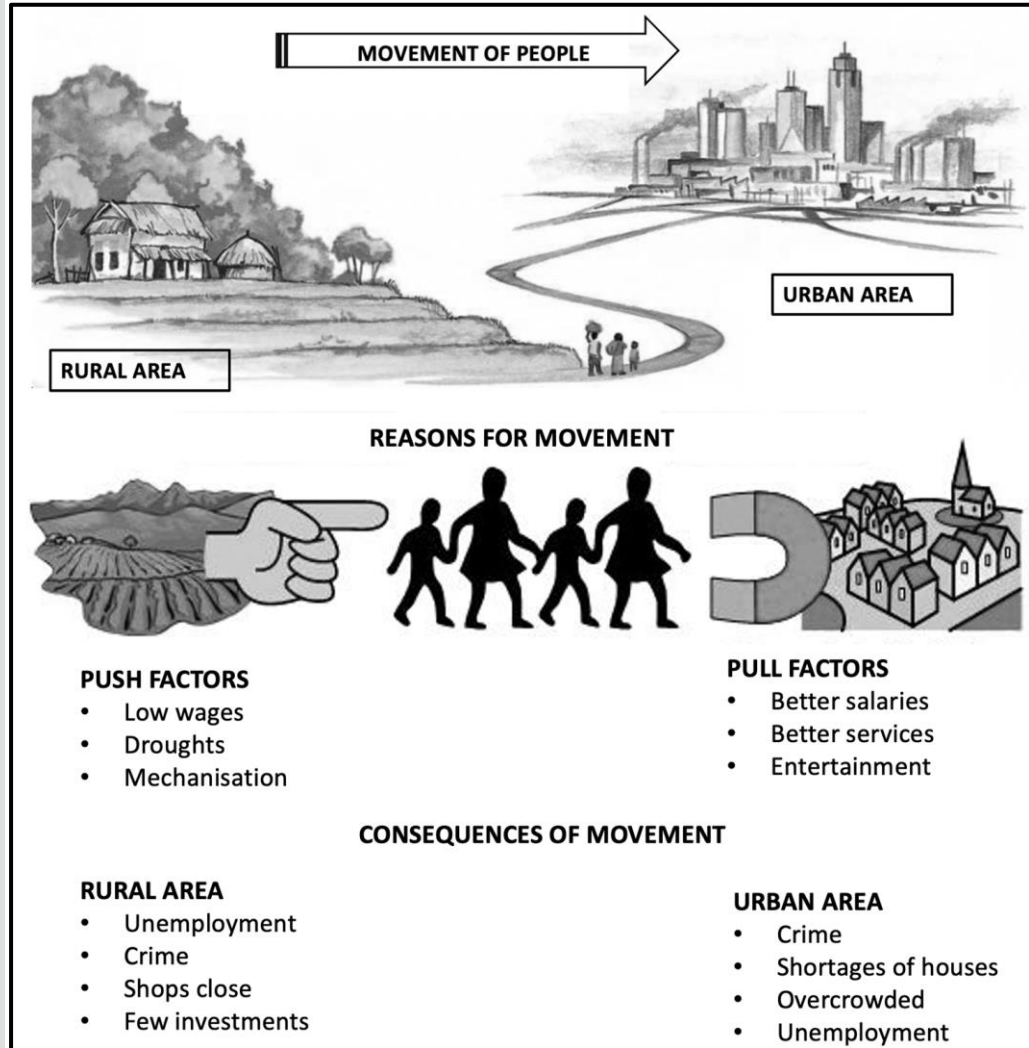 MOVEMENT OF PEOPLE
URBAN AREA
RURAL AREA
REASONS FOR MOVEMENT
PUSH FACTORS
• Low wages
• Droughts
• Mechanisation
PULL FACTORS
• Better salaries
• Better services
• Entertainment
CONSEQUENCES OF MOVEMENT
RURAL AREA
• Unemployment
• Crime
• Shops close
• Few investments
URBAN AREA
• Crime
• Shortages of houses
• Overcrowded
• Unemployment